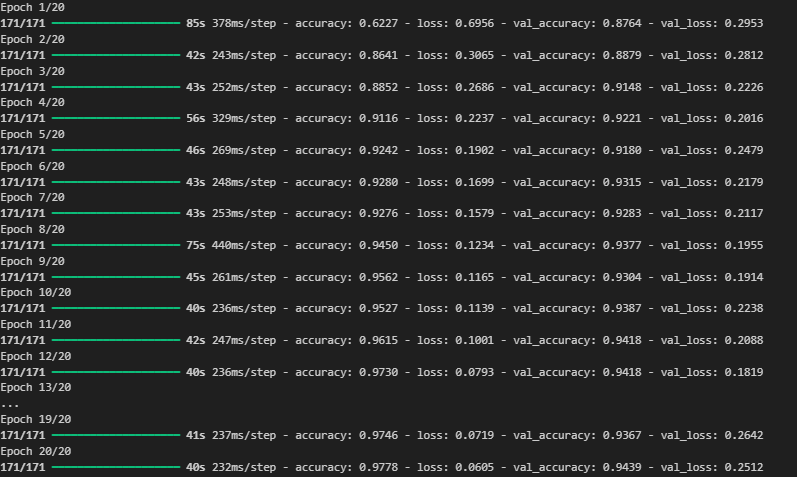 Epoch 1/20
171/171 ━━━━━━━━━━━━━━━━━━━━ 85s 378ms/step - accuracy: 0.6227 - loss: 0.6956 - val_accuracy: 0.8764 - val_loss: 0.2953
Epoch 2/20
171/171 ━━━━━━━━━━━━━━━━━━━━ 42s 243ms/step - accuracy: 0.8641 - loss: 0.3065 - val_accuracy: 0.8879 - val_loss: 0.2812
Epoch 3/20
171/171 ━━━━━━━━━━━━━━━━━━━━ 43s 252ms/step - accuracy: 0.8852 - loss: 0.2686 - val_accuracy: 0.9148 - val_loss: 0.2226
Epoch 4/20
171/171 ━━━━━━━━━━━━━━━━━━━━ 56s 329ms/step - accuracy: 0.9116 - loss: 0.2237 - val_accuracy: 0.9221 - val_loss: 0.2016
Epoch 5/20
171/171 ━━━━━━━━━━━━━━━━━━━━ 46s 269ms/step - accuracy: 0.9242 - loss: 0.1902 - val_accuracy: 0.9180 - val_loss: 0.2479
Epoch 6/20
171/171 ━━━━━━━━━━━━━━━━━━━━ 43s 248ms/step - accuracy: 0.9280 - loss: 0.1699 - val_accuracy: 0.9315 - val_loss: 0.2179
Epoch 7/20
171/171 ━━━━━━━━━━━━━━━━━━━━ 43s 253ms/step - accuracy: 0.9276 - loss: 0.1579 - val_accuracy: 0.9283 - val_loss: 0.2117
Epoch 8/20
171/171 ━━━━━━━━━━━━━━━━━━━━ 75s 440ms/step - accuracy: 0.9450 - loss: 0.1234 - val_accuracy: 0.9377 - val_loss: 0.1955
Epoch 9/20
171/171 ━━━━━━━━━━━━━━━━━━━━ 45s 261ms/step - accuracy: 0.9562 - loss: 0.1165 - val_accuracy: 0.9304 - val_loss: 0.1914
Epoch 10/20
171/171 ━━━━━━━━━━━━━━━━━━━━ 40s 236ms/step - accuracy: 0.9527 - loss: 0.1139 - val_accuracy: 0.9387 - val_loss: 0.2238
Epoch 11/20
171/171 ━━━━━━━━━━━━━━━━━━━━ 42s 247ms/step - accuracy: 0.9615 - loss: 0.1001 - val_accuracy: 0.9418 - val_loss: 0.2088
Epoch 12/20
171/171 ━━━━━━━━━━━━━━━━━━━━ 40s 236ms/step - accuracy: 0.9730 - loss: 0.0793 - val_accuracy: 0.9418 - val_loss: 0.1819
Epoch 13/20
...
Epoch 19/20
171/171 ━━━━━━━━━━━━━━━━━━━━ 41s 237ms/step - accuracy: 0.9746 - loss: 0.0719 - val_accuracy: 0.9367 - val_loss: 0.2642
Epoch 20/20
171/171 ━━━━━━━━━━━━━━━━━━━━ 40s 232ms/step - accuracy: 0.9778 - loss: 0.0605 - val_accuracy: 0.9439 - val_loss: 0.2512